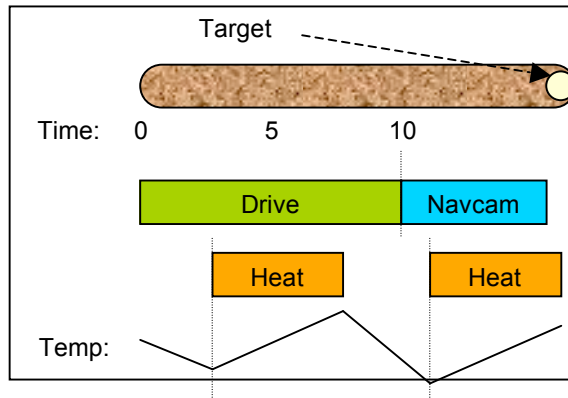 Target
Time: 0 5 10
Drive Navcam
Heat Heat
Temp: